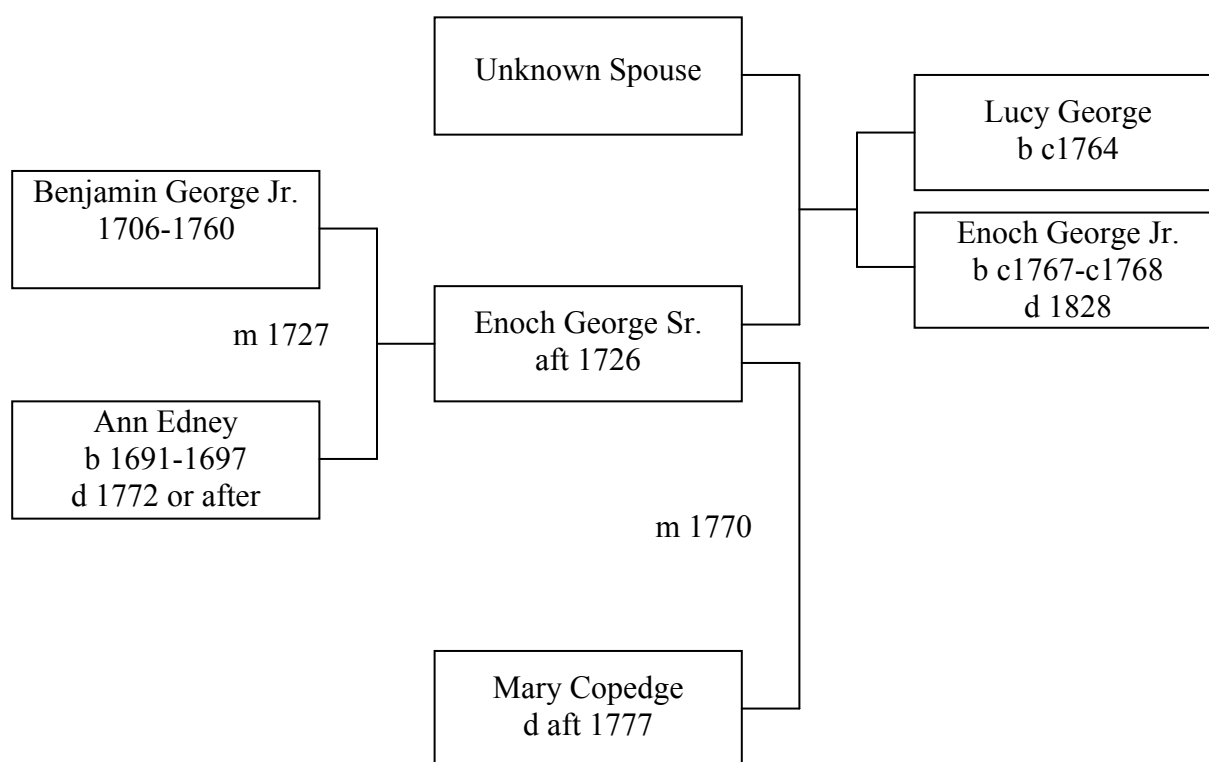 Unknown Spouse
Lucy George
b c1764
Benjamin George Jr.
1706-1760
Enoch George Jr.
b c1767-c1768
d 1828
m 1727
Enoch George Sr.
aft 1726
Ann Edney
b 1691-1697
d 1772 or after
m 1770
Mary Copedge
d aft 1777